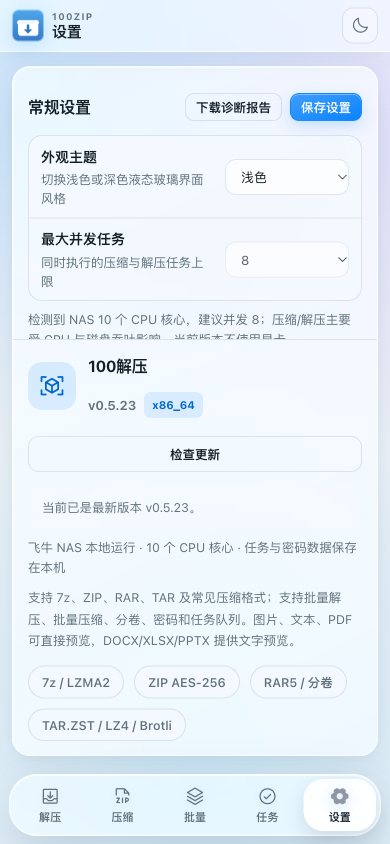 100ZIP
设置
常规设置
下载诊断报告
保存设置
外观主题
切换浅色或深色液态玻璃界面
风格
浅色
最大并发任务
同时执行的压缩与解压任务上
限
8
检测到 NAS 10 个 CPU 核心，建议并发 8；压缩/解压主要
100解压
v0.5.23
x86_64
检查更新
当前已是最新版本 v0.5.23。
飞牛 NAS 本地运行 · 10 个 CPU 核心 · 任务与密码数据保存
在本机
支持 7z、ZIP、RAR、TAR 及常见压缩格式；支持批量解
压、批量压缩、分卷、密码和任务队列。图片、文本、PDF
可直接预览，DOCX/XLSX/PPTX 提供文字预览。
7z / LZMA2
ZIP AES-256
RAR5 / 分卷
TAR.ZST / LZ4 / Brotli
解压
ZIP
压缩
批量
任务
设置